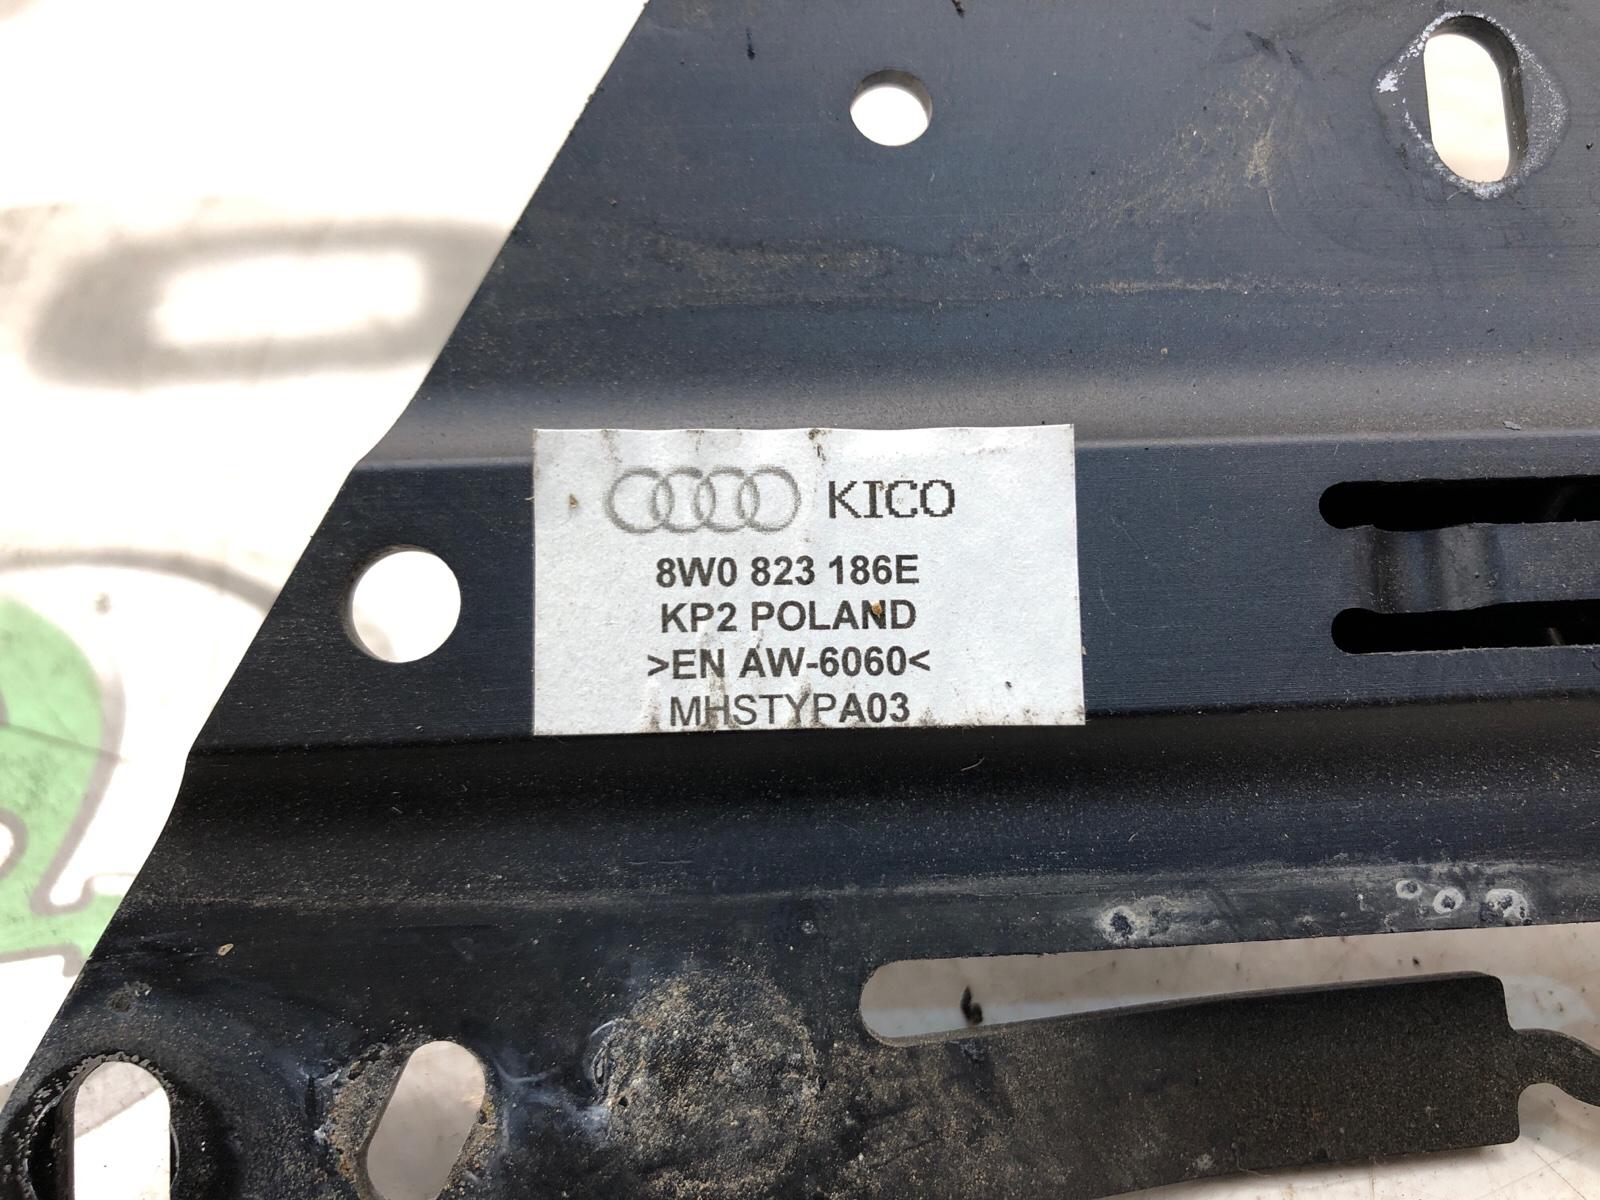 KICO
8W0 823 186E
KP2 POLAND
>EN AW-6060<
MHSTYPA03